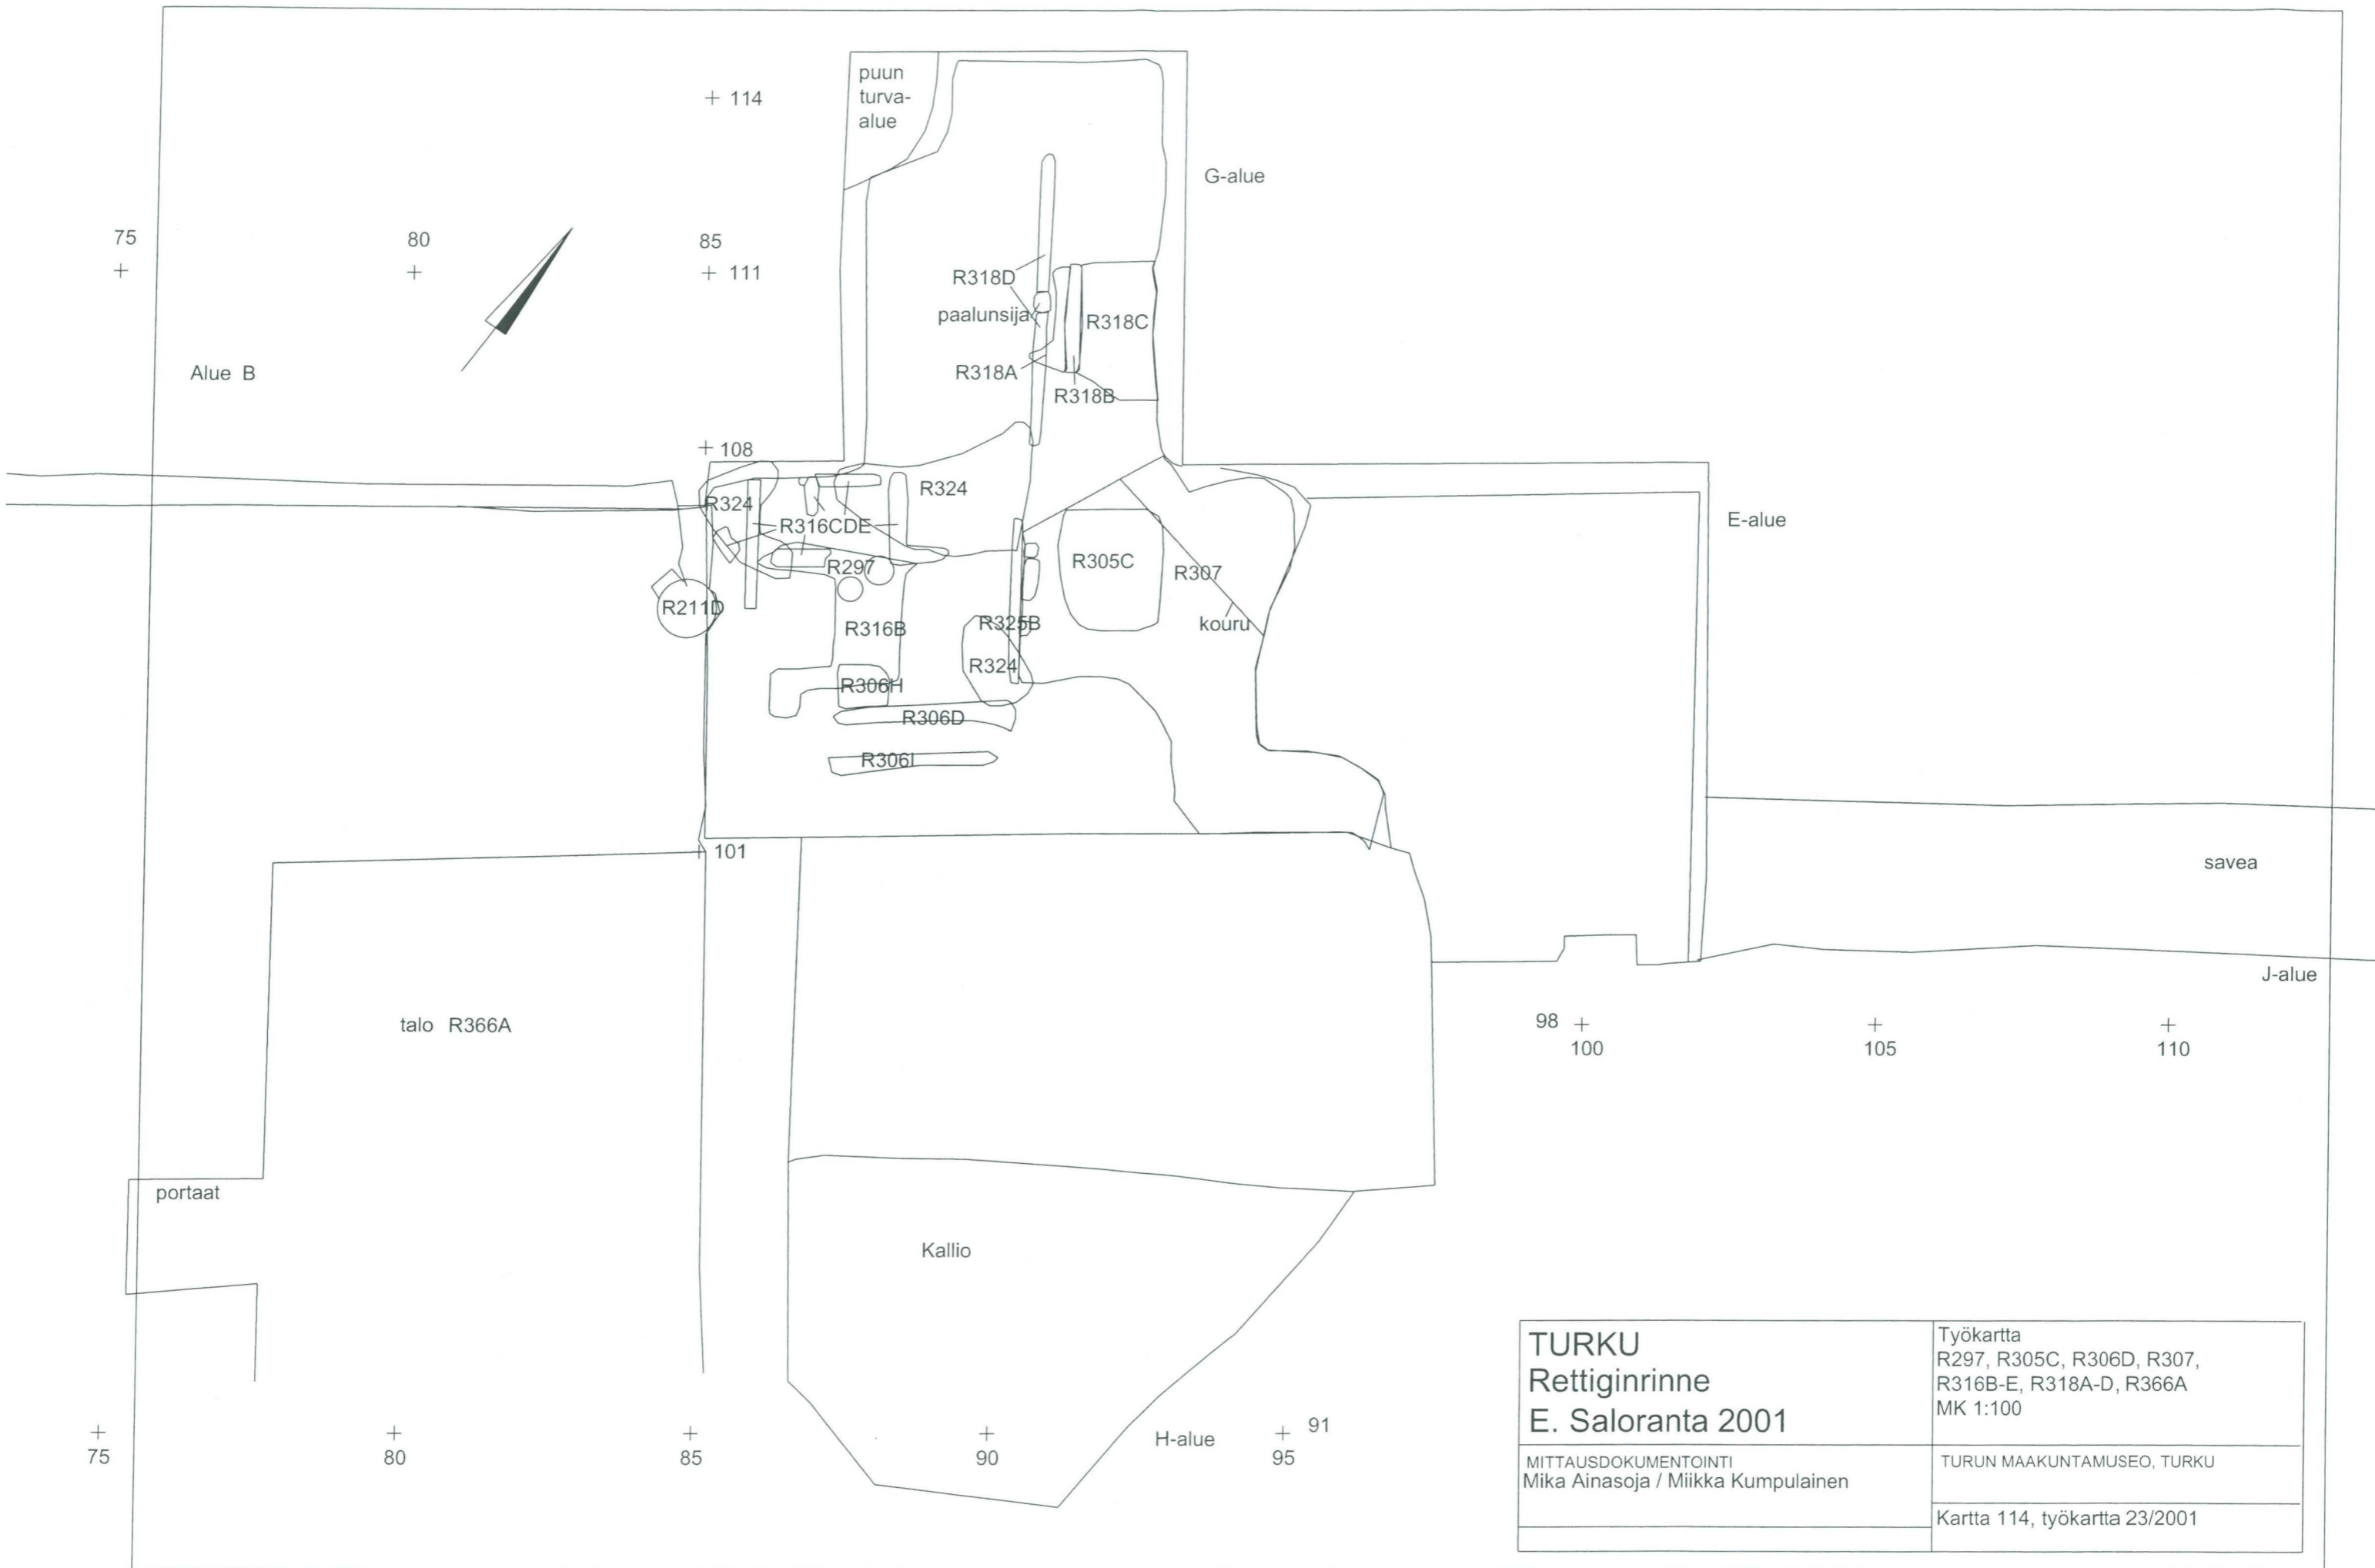 puun
turva-
alue
114
G-alue
75
80
85
111
R318D
paalunsija
R318C
Alue B
R318A
R318B
108
R324
R324
R316CDE
E-alue
R297
R305C
R307
R211D
R316B
R325B
kouru
R324
R306H
R306D
R306I
101
savea
J-alue
talo R366A
98
100
105
110
portaat
Kallio
91
H-alue
75
80
85
90
95
TURKU
Rettiginrinne
E. Saloranta 2001
Työkartta
R297, R305C, R306D, R307,
R316B-E, R318A-D, R366A
MK 1:100
MITTAUSDOKUMENTOINTI
Mika Ainasoja / Miikka Kumpulainen
TURUN MAAKUNTAMUSEO, TURKU
Kartta 114, työkartta 23/2001